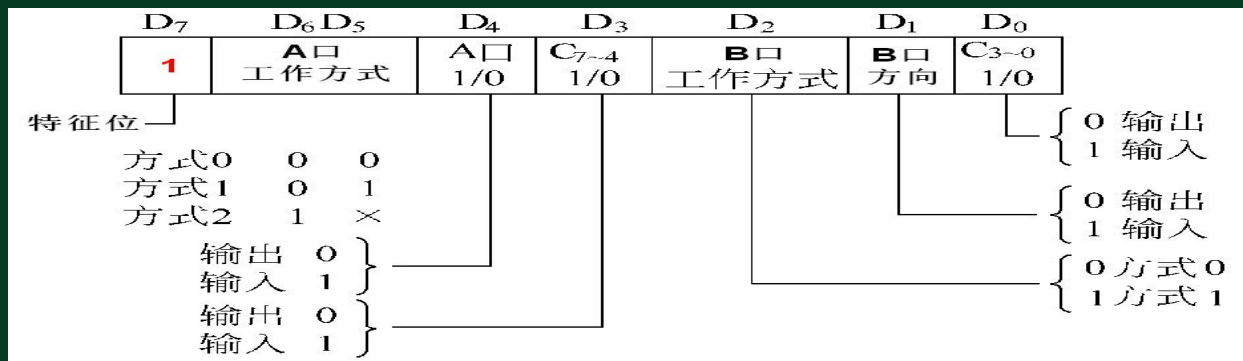 D₇ D₆ D₅ D₄ D₃ D₂ D₁ D₀
1 A口 A口 C₇~₄ B口 B口 C₃~₀
工作方式 1/0 1/0 工作方式 方向 1/0
特征位
0 输出
1 输入
方式0 0 0
方式1 0 1
方式2 1 ×
0 输出
1 输入
输出 0
输入 1
0 方式0
1 方式1
输出 0
输入 1